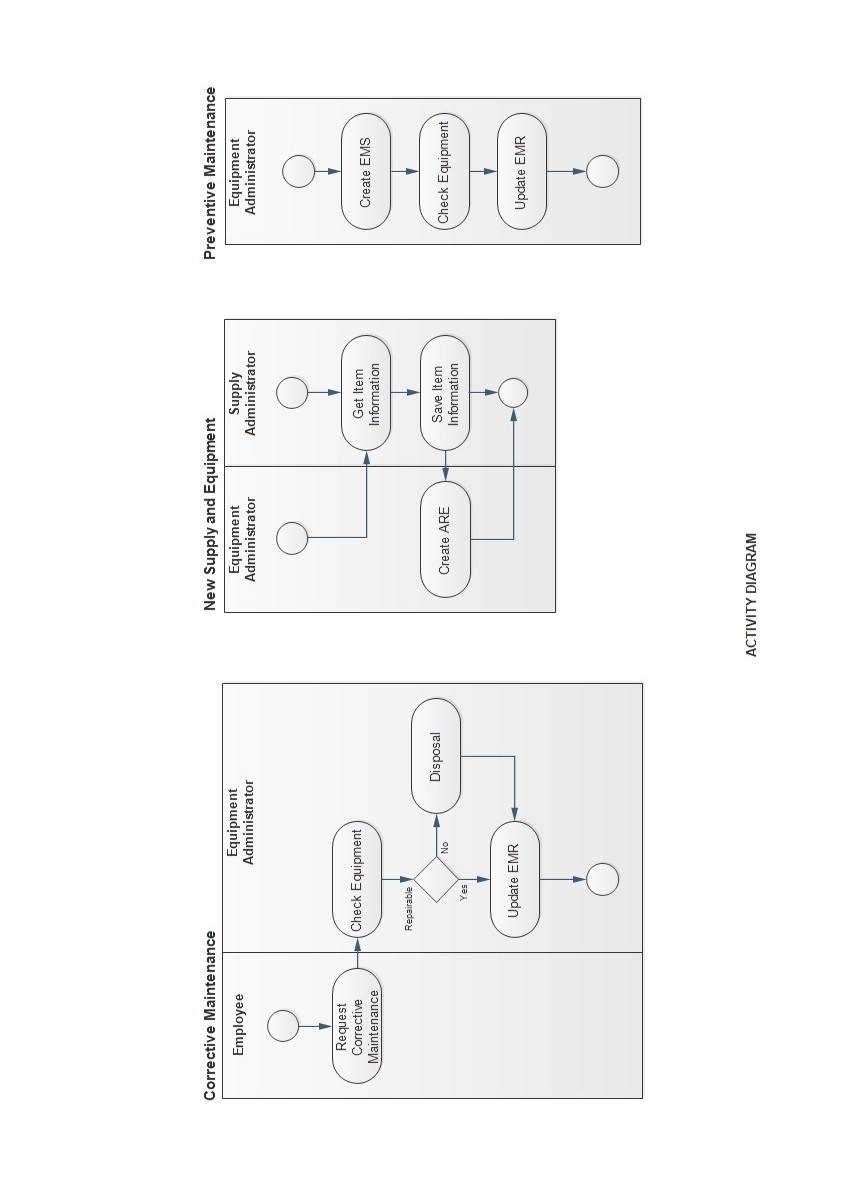 Corrective Maintenance
Employee
Equipment
Administrator
Request
Corrective
Maintenance
Check Equipment
Repairable
No
Yes
Disposal
Update EMR
New Supply and Equipment
Equipment
Administrator
Supply
Administrator
Get Item
Information
Create ARE
Save Item
Information
Preventive Maintenance
Equipment
Administrator
Create EMS
Check Equipment
Update EMR
ACTIVITY DIAGRAM